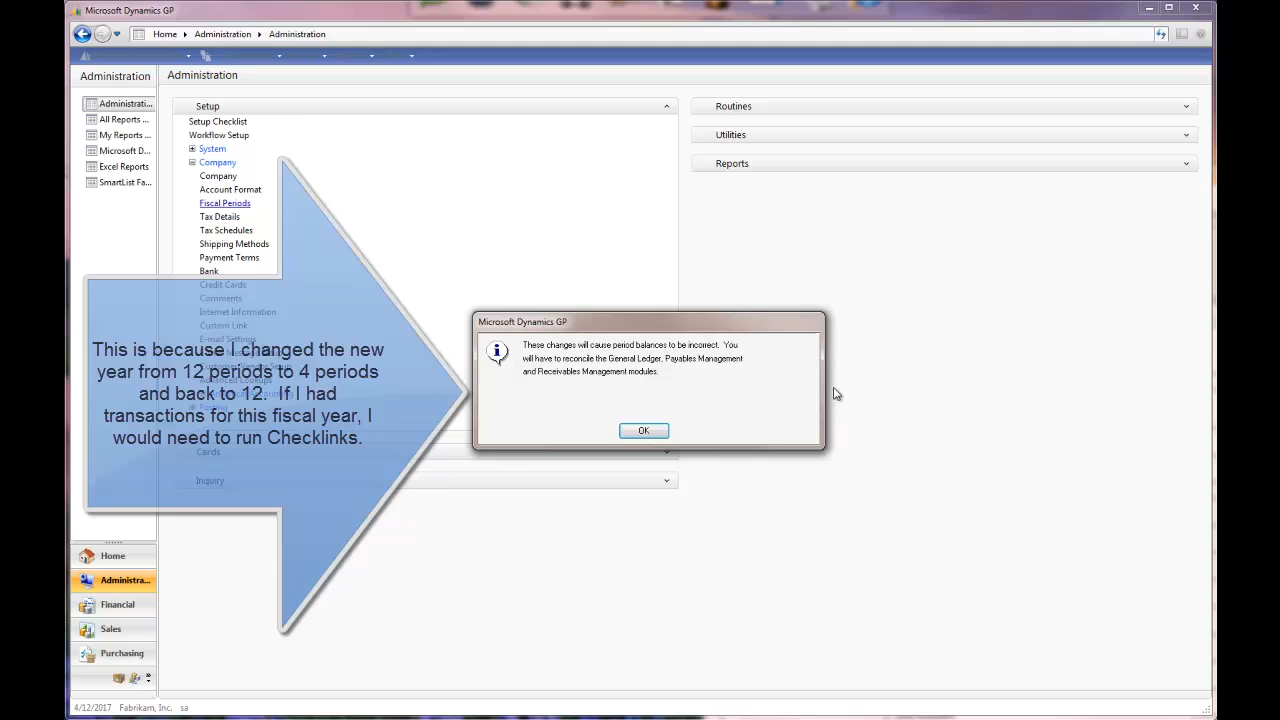 Microsoft Dynamics GP
Home
Administration
Administration
Administration
Administration
Administrati...
All Reports ...
My Reports ...
Microsoft D...
Excel Reports
SmartList Fa...
Setup
Setup Checklist
Workflow Setup
System
Company
Company
Account Format
Fiscal Periods
Tax Details
Tax Schedules
Shipping Methods
Payment Terms
Bank
Credit Cards
Comments
Internet Information
Custom Link
E-mail Settings
Advanced Lookups
Posting
Cards
Inquiry
Routines
Utilities
Reports
This is because I changed the new
year from 12 periods to 4 periods
and back to 12. If I had
transactions for this fiscal year, I
would need to run Checklinks.
Microsoft Dynamics GP
These changes will cause period balances to be incorrect. You
will have to reconcile the General Ledger, Payables Management
and Receivables Management modules.
OK
Home
Administra...
Financial
Sales
Purchasing
4/12/2017 Fabrikam, Inc. sa